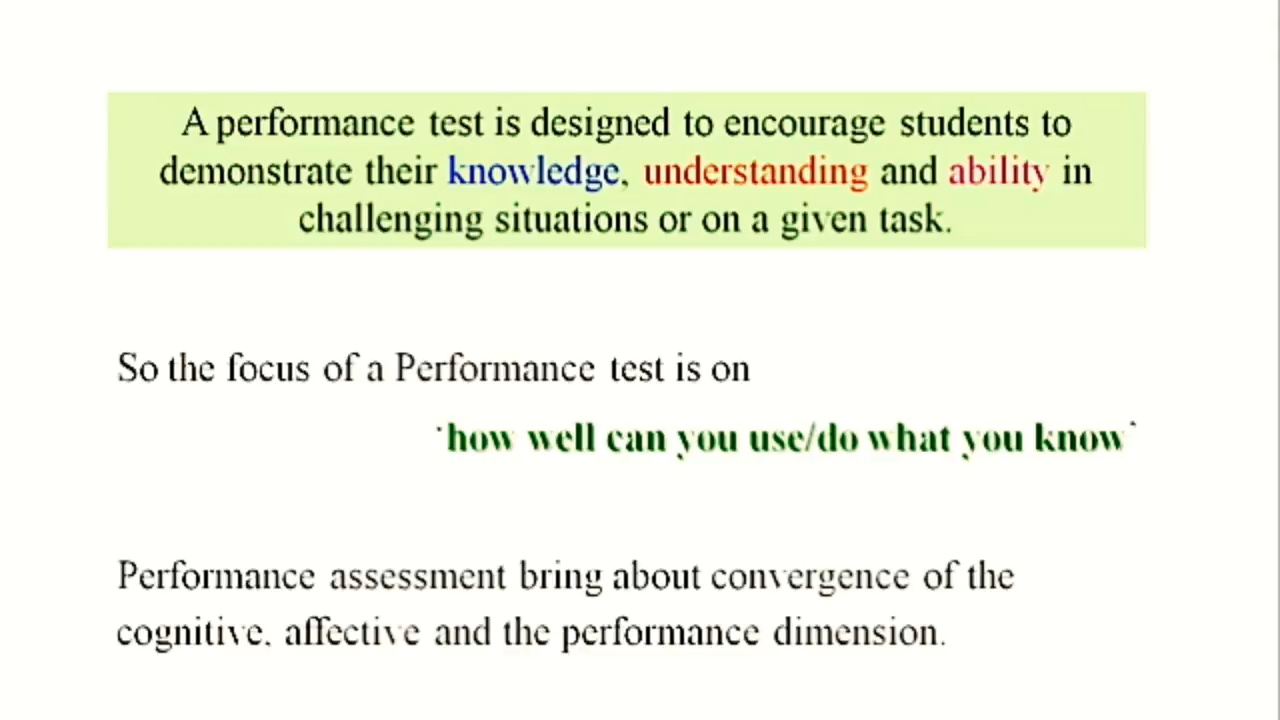 A performance test is designed to encourage students to
demonstrate their knowledge, understanding and ability in
challenging situations or on a given task.
So the focus of a Performance test is on
'how well can you use/do what you know'
Performance assessment bring about convergence of the
cognitive, affective and the performance dimension.